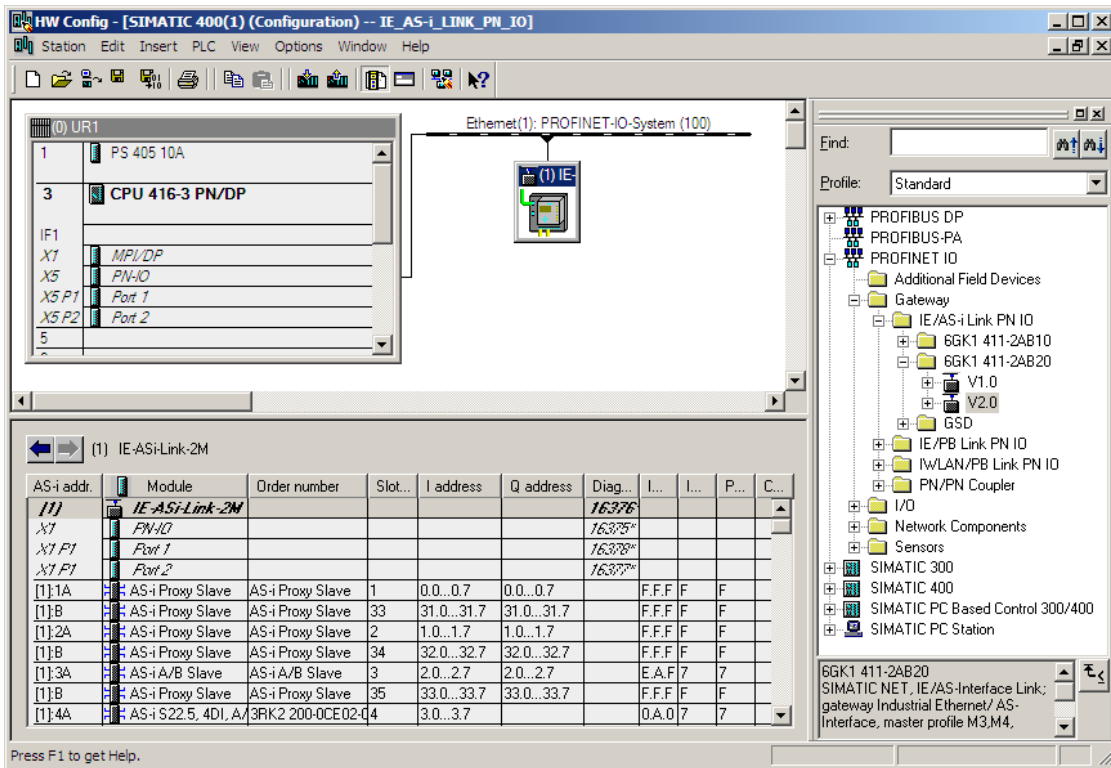 HW Config - [SIMATIC 400(1) (Configuration) -- IE_AS-i_LINK_PN_IO]
Station Edit Insert PLC View Options Window Help
(0) UR1
1 PS 405 10A
3 CPU 416-3 PN/DP
IF1
X1 MPI/DP
X5 PN-IO
X5 P1 Port 1
X5 P2 Port 2
5
Ethernet(1): PROFINET-IO-System (100)
(1) IE-
(1) IE-ASi-Link-2M
AS-i addr. Module Order number Slot... I address Q address Diag... I... I... P... C...
[1] IE-ASi-Link-2M 16376
X1 PN-IO 16375*
X1 P1 Port 1 16378*
X1 P2 Port 2 16377*
[1]:1A AS-i Proxy Slave AS-i Proxy Slave 1 0.0...0.7 0.0...0.7 F.F.F F F
[1]:B AS-i Proxy Slave AS-i Proxy Slave 33 31.0...31.7 31.0...31.7 F.F.F F F
[1]:2A AS-i Proxy Slave AS-i Proxy Slave 2 1.0...1.7 1.0...1.7 F.F.F F F
[1]:B AS-i Proxy Slave AS-i Proxy Slave 34 32.0...32.7 32.0...32.7 F.F.F F F
[1]:3A AS-i A/B Slave AS-i A/B Slave 3 2.0...2.7 2.0...2.7 E.A.F 7 7
[1]:B AS-i Proxy Slave AS-i Proxy Slave 35 33.0...33.7 33.0...33.7 F.F.F F F
[1]:4A AS-i S22.5, 4DI, A/ 3RK2 200-0CE02-0 4 3.0...3.7 0.A.0 7 7
Find:
Profile: Standard
PROFIBUS DP
PROFIBUS-PA
PROFINET IO
Additional Field Devices
Gateway
IE/AS-i Link PN IO
6GK1 411-2AB10
6GK1 411-2AB20
V1.0
V2.0
GSD
IE/PB Link PN IO
IWLAN/PB Link PN IO
PN/PN Coupler
I/O
Network Components
Sensors
SIMATIC 300
SIMATIC 400
SIMATIC PC Based Control 300/400
SIMATIC PC Station
6GK1 411-2AB20
SIMATIC NET, IE/AS-Interface Link;
gateway Industrial Ethernet/ AS-
Interface, master profile M3,M4,
Press F1 to get Help.